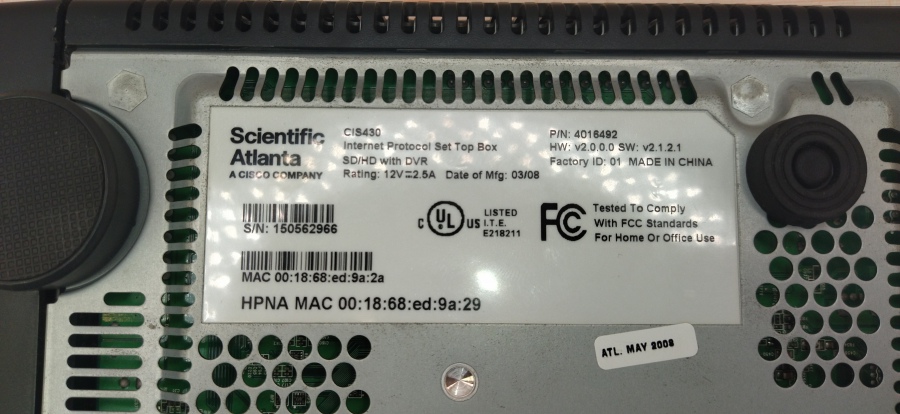 Scientific
Atlanta
A CISCO COMPANY
CIS430
Internet Protocol Set Top Box
SD/HD with DVR
Rating: 12V⎓2.5A Date of Mfg: 03/08
P/N: 4016492
HW: v2.0.0.0 SW: v2.1.2.1
Factory ID: 01 MADE IN CHINA
S/N: 150562966
C UL US
LISTED
I.T.E.
E218211
FCC
Tested To Comply
With FCC Standards
For Home Or Office Use
MAC 00:18:68:ed:9a:2a
HPNA MAC 00:18:68:ed:9a:29
ATL. MAY 2008